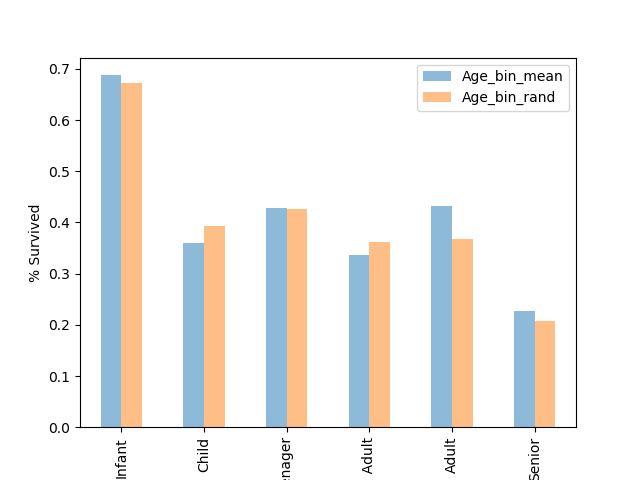 Age_bin_mean
Age_bin_rand
% Survived
0.7
0.6
0.5
0.4
0.3
0.2
0.1
0.0
Infant
Child
enager
Adult
Adult
Senior